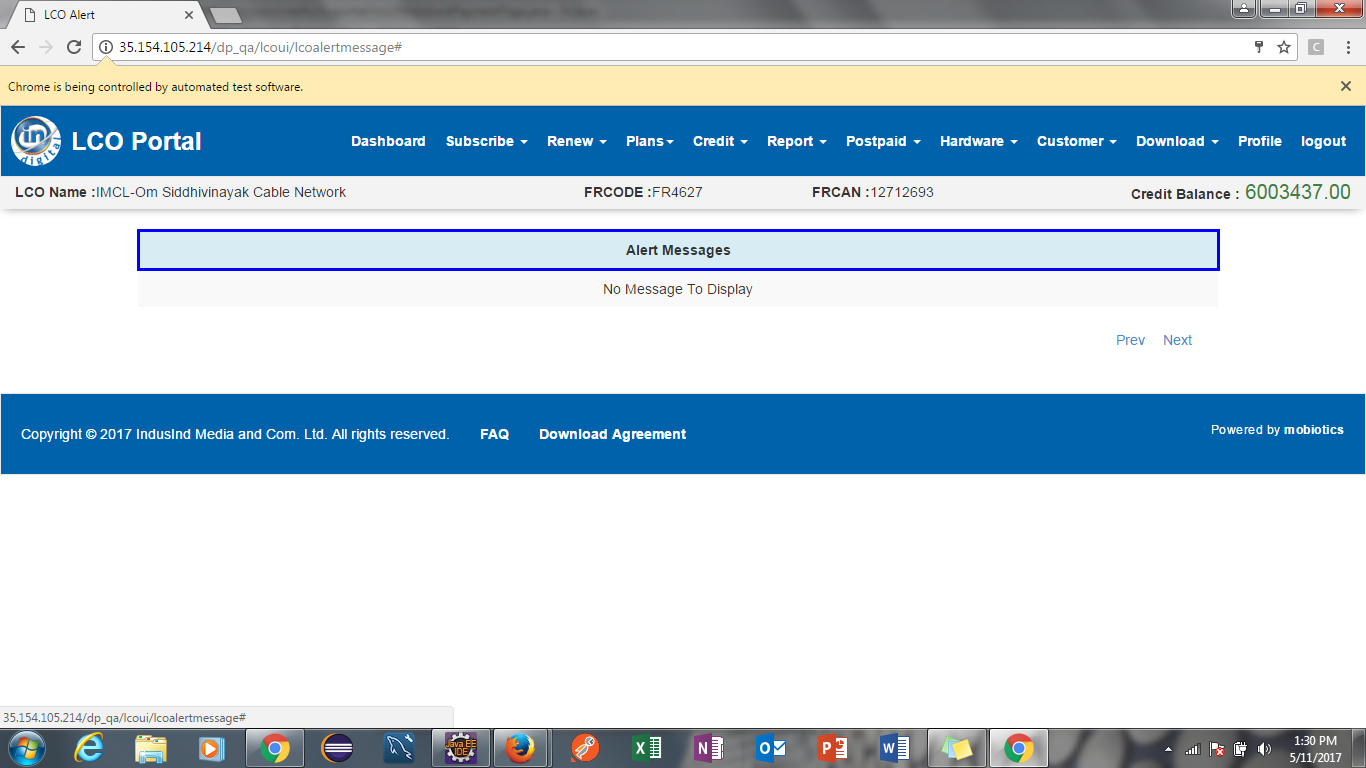 LCO Alert
35.154.105.214/dp_qa/lcoui/lcoalertmessage#
C
Chrome is being controlled by automated test software.
in digital
LCO Portal
Dashboard Subscribe Renew Plans Credit Report Postpaid Hardware Customer Download Profile logout
LCO Name :IMCL-Om Siddhivinayak Cable Network FRCODE :FR4627 FRCAN :12712693 Credit Balance : 6003437.00
Alert Messages
No Message To Display
Prev Next
Copyright © 2017 IndusInd Media and Com. Ltd. All rights reserved. FAQ Download Agreement Powered by mobiotics
35.154.105.214/dp_qa/lcoui/lcoalertmessage#
Java EE IDE
1:30 PM
5/11/2017